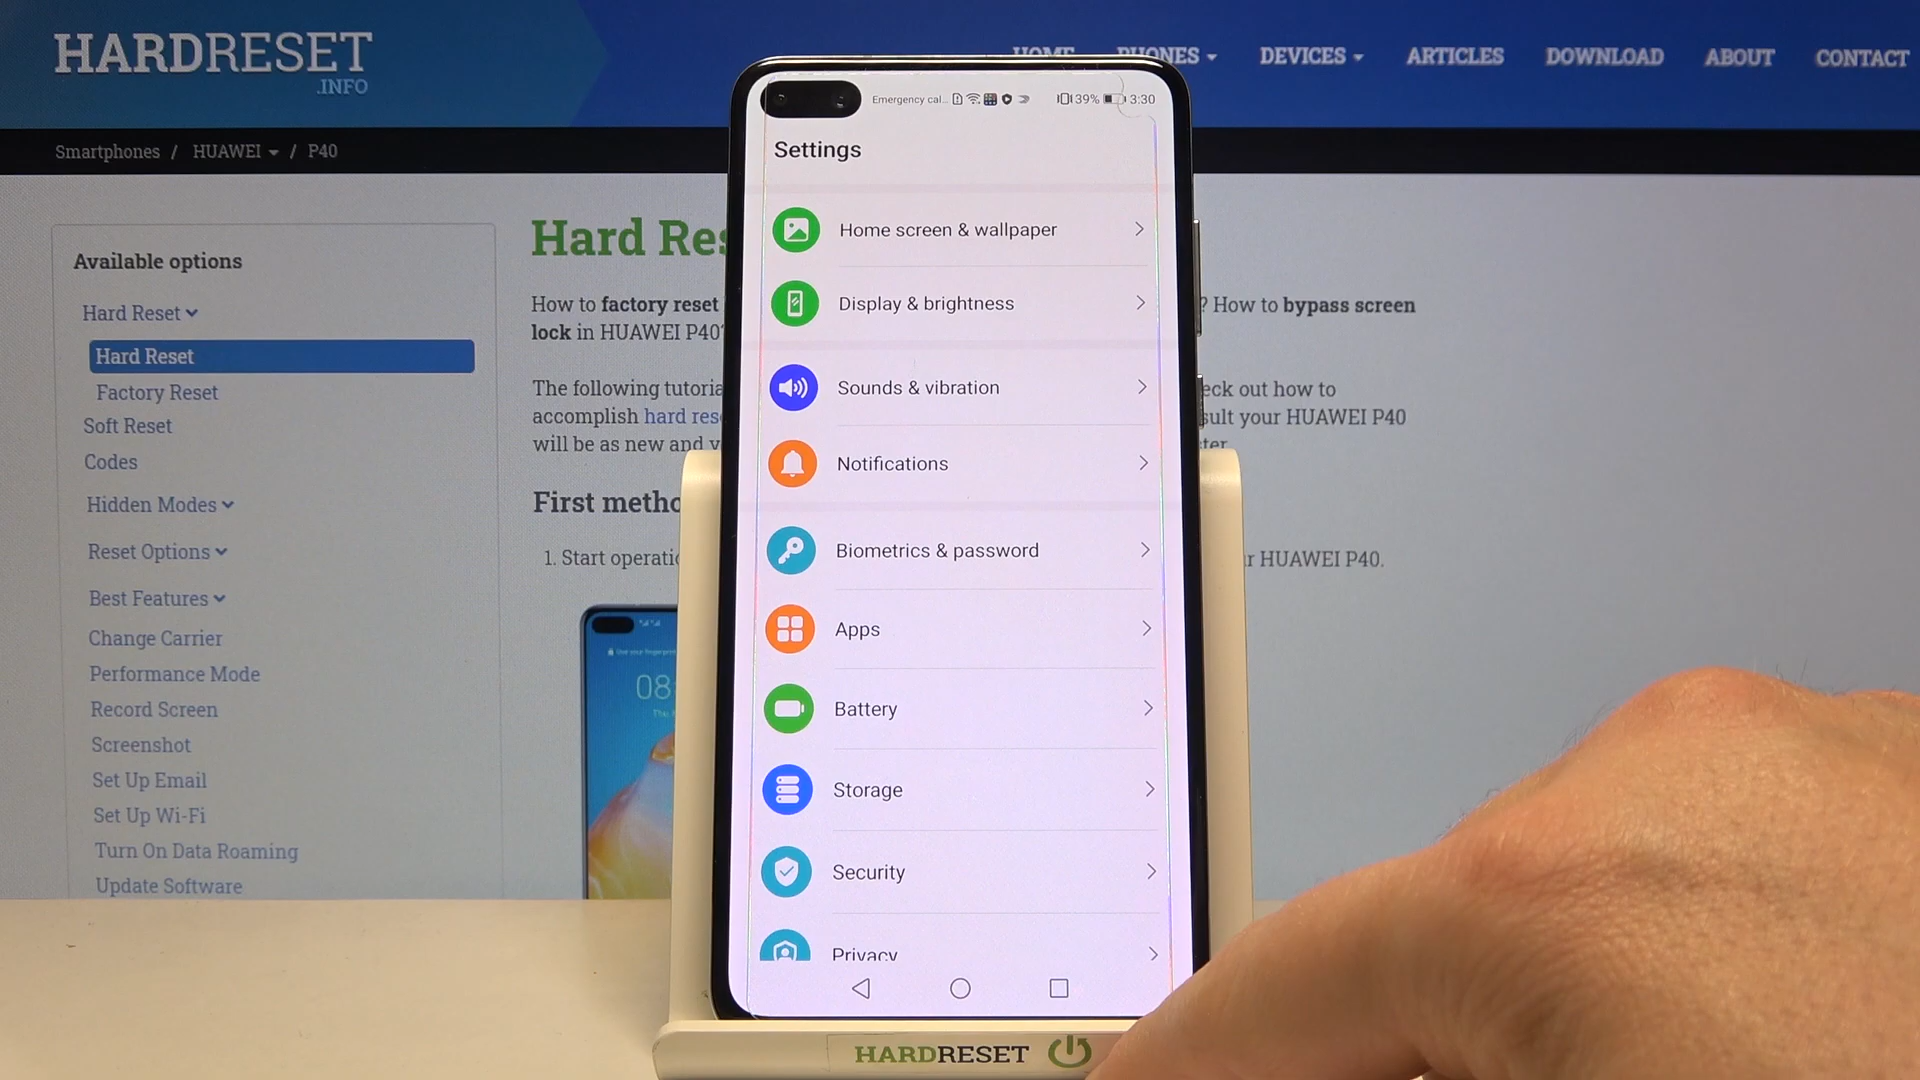 HARDRESET
.INFO
HOME PHONES DEVICES ARTICLES DOWNLOAD ABOUT CONTACT
Smartphones / HUAWEI / P40
Available options
Hard Reset
Hard Reset
Factory Reset
Soft Reset
Codes
Hidden Modes
Reset Options
Best Features
Change Carrier
Performance Mode
Record Screen
Screenshot
Set Up Email
Set Up Wi-Fi
Turn On Data Roaming
Update Software
Hard Res
How to factory reset ? How to bypass screen
lock in HUAWEI P40?
The following tutoria eck out how to
accomplish hard res sult your HUAWEI P40
will be as new and y ter
First metho
1. Start operatio r HUAWEI P40.
08:
Emergency cal... 39% 3:30
Settings
Home screen & wallpaper
Display & brightness
Sounds & vibration
Notifications
Biometrics & password
Apps
Battery
Storage
Security
Privacy
HARDRESET